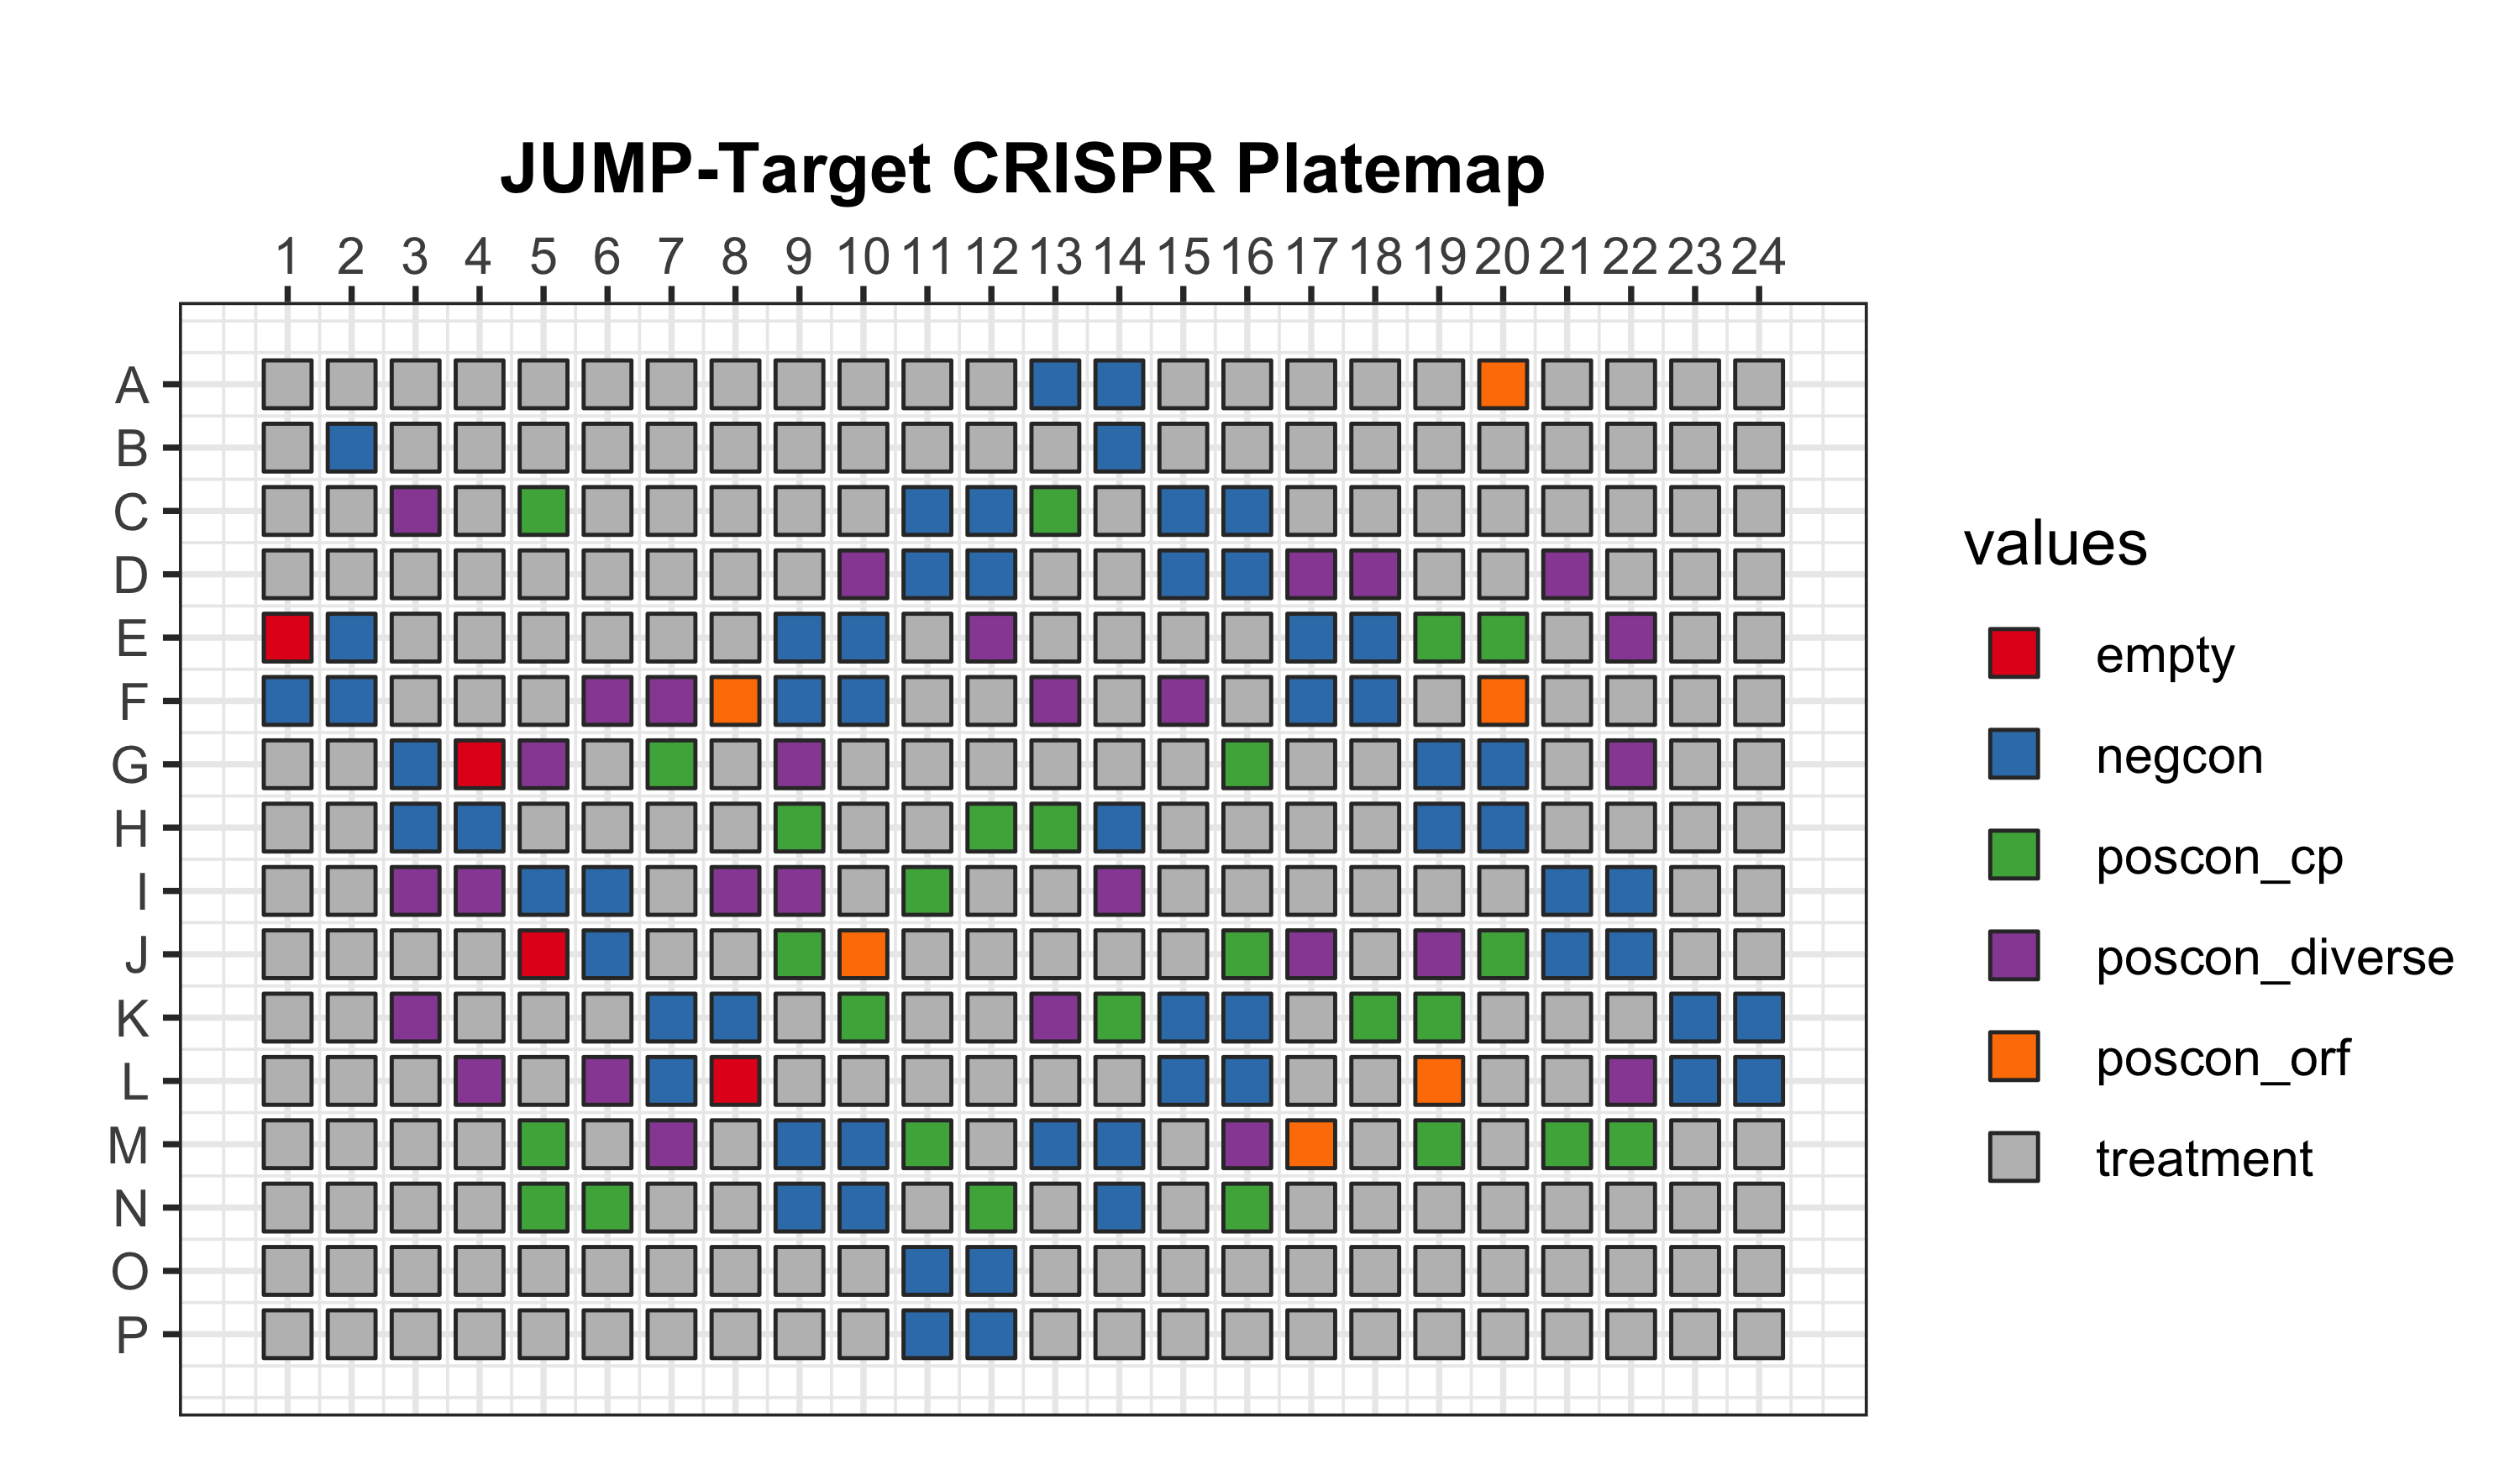 JUMP-Target CRISPR Platemap
1 2 3 4 5 6 7 8 9 10 11 12 13 14 15 16 17 18 19 20 21 22 23 24
A
B
C
D
E
F
G
H
I
J
K
L
M
N
O
P
values
empty
negcon
poscon_cp
poscon_diverse
poscon_orf
treatment